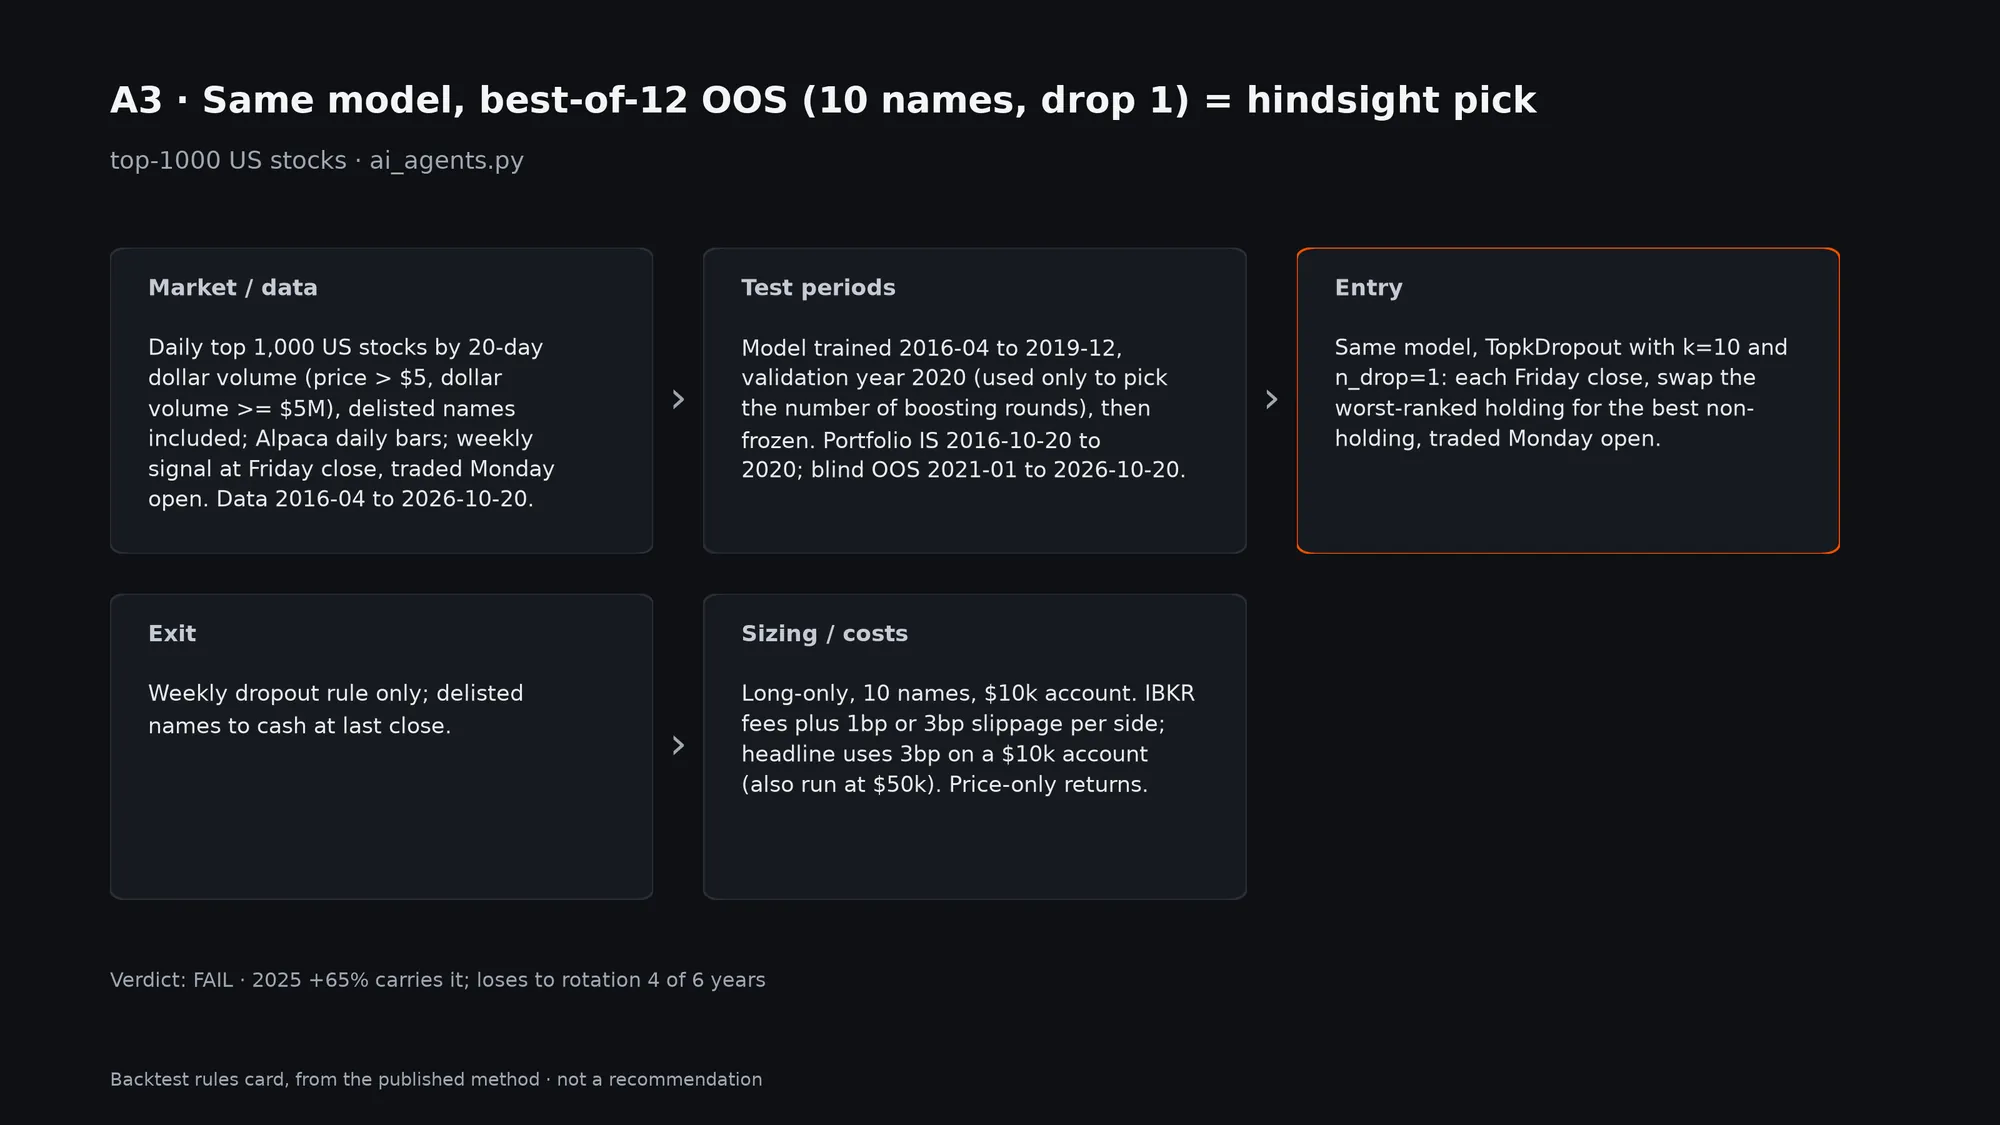 A3 · Same model, best-of-12 OOS (10 names, drop 1) = hindsight pick
top-1000 US stocks · ai_agents.py
Market / data
Daily top 1,000 US stocks by 20-day
dollar volume (price > $5, dollar
volume >= $5M), delisted names
included; Alpaca daily bars; weekly
signal at Friday close, traded Monday
open. Data 2016-04 to 2026-10-20.
›
Test periods
Model trained 2016-04 to 2019-12,
validation year 2020 (used only to pick
the number of boosting rounds), then
frozen. Portfolio IS 2016-10-20 to
2020; blind OOS 2021-01 to 2026-10-20.
›
Entry
Same model, TopkDropout with k=10 and
n_drop=1: each Friday close, swap the
worst-ranked holding for the best non-
holding, traded Monday open.
Exit
Weekly dropout rule only; delisted
names to cash at last close.
›
Sizing / costs
Long-only, 10 names, $10k account. IBKR
fees plus 1bp or 3bp slippage per side;
headline uses 3bp on a $10k account
(also run at $50k). Price-only returns.
Verdict: FAIL · 2025 +65% carries it; loses to rotation 4 of 6 years
Backtest rules card, from the published method · not a recommendation